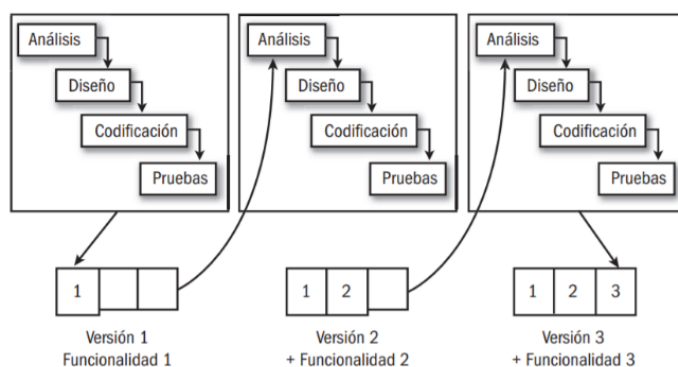 Análisis
Diseño
Codificación
Pruebas
Análisis
Diseño
Codificación
Pruebas
Análisis
Diseño
Codificación
Pruebas
1
1 2
1 2 3
Versión 1
Funcionalidad 1
Versión 2
+ Funcionalidad 2
Versión 3
+ Funcionalidad 3